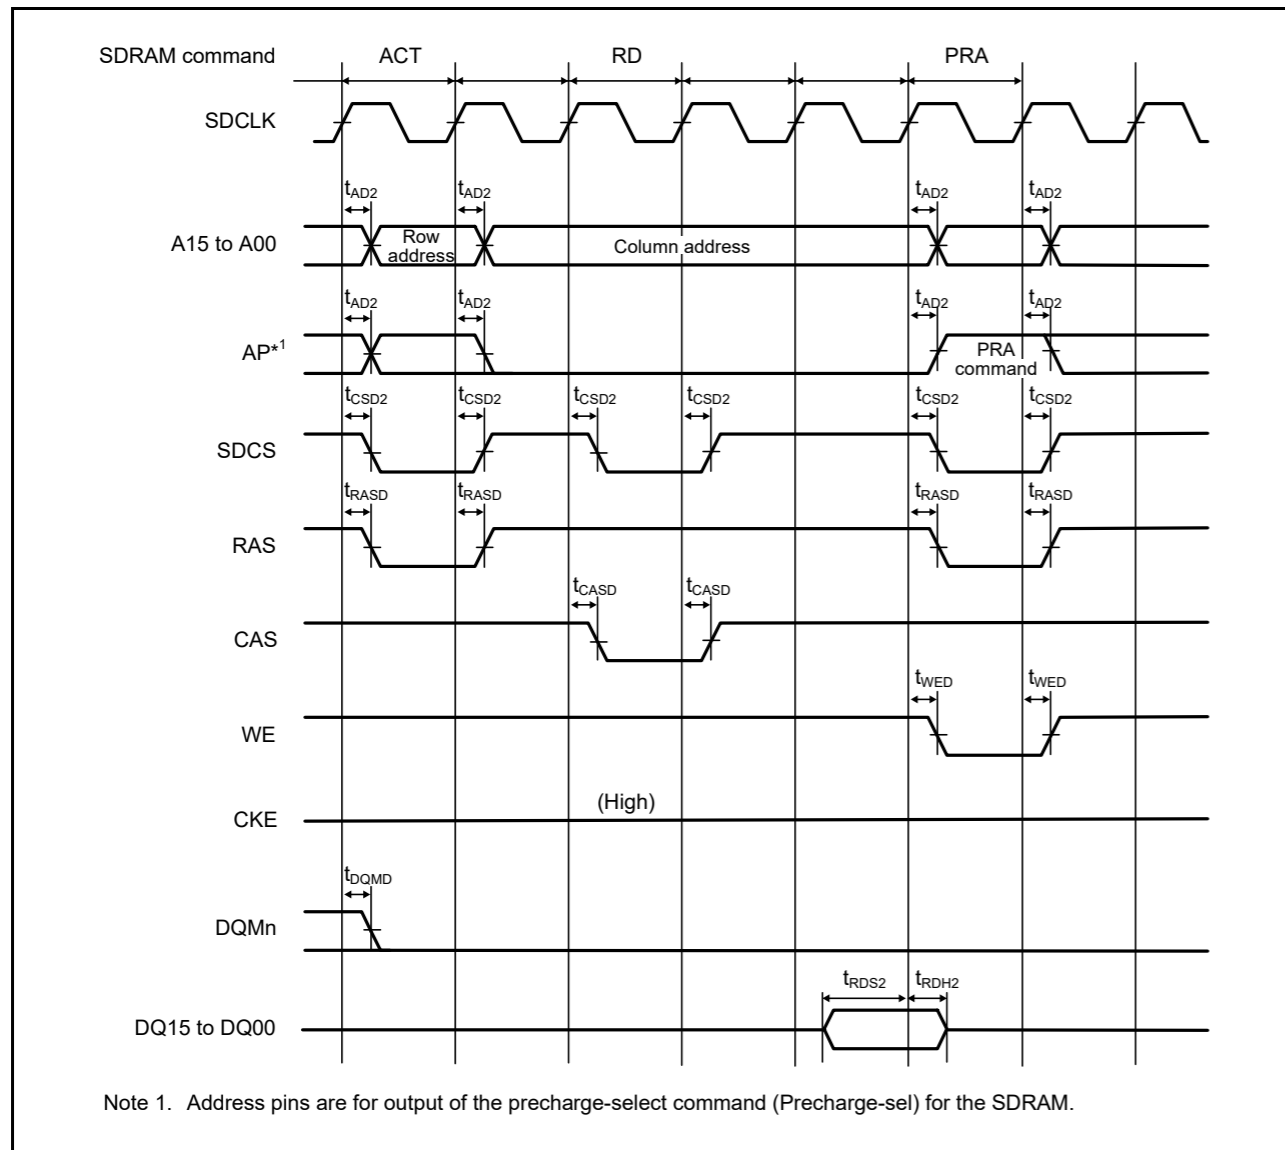 SDRAM command ACT RD PRA
SDCLK
tAD2 tAD2 tAD2 tAD2
A15 to A00 Row address Column address
tAD2 tAD2 tAD2 tAD2
AP*1 PRA command
tCSD2 tCSD2 tCSD2 tCSD2 tCSD2 tCSD2
SDCS
tRASD tRASD tRASD tRASD
RAS
tCASD tCASD
CAS
tWED tWED
WE
(High)
CKE
tDQMD
DQMn
tRDS2 tRDH2
DQ15 to DQ00
Note 1. Address pins are for output of the precharge-select command (Precharge-sel) for the SDRAM.